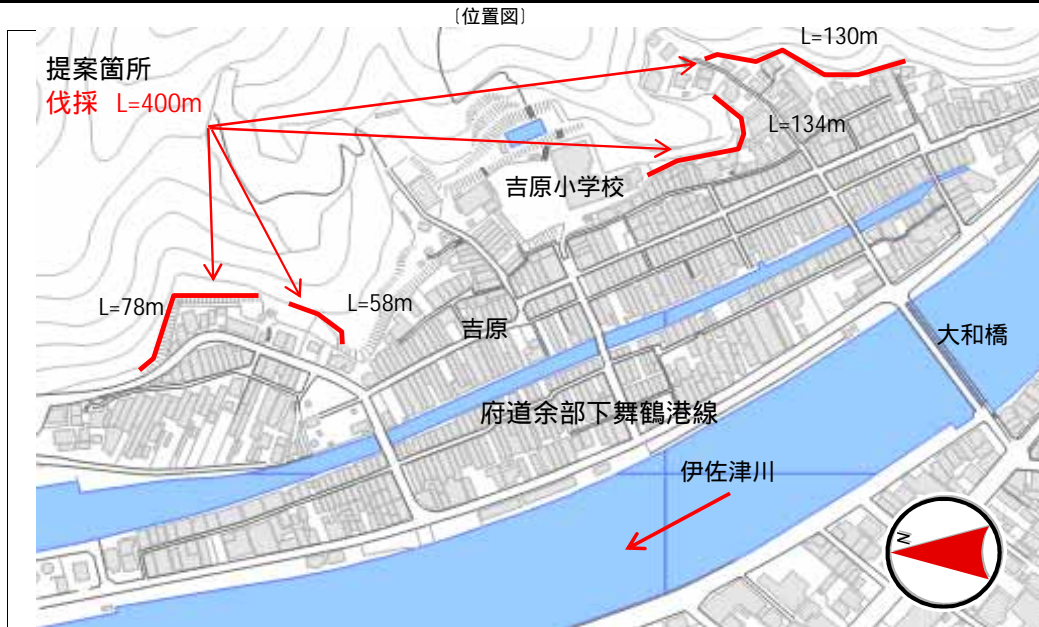 [位置図]
提案箇所
伐採 L=400m
L=130m
L=134m
吉原小学校
L=78m
L=58m
吉原
大和橋
府道余部下舞鶴港線
伊佐津川
N